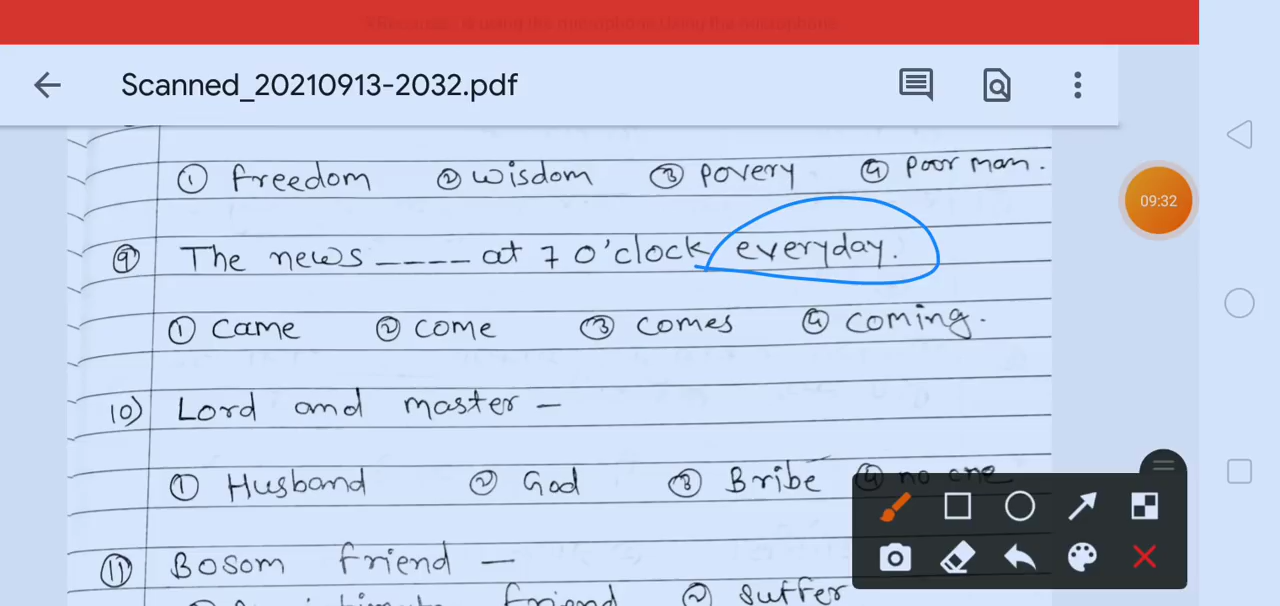 Scanned_20210913-2032.pdf
① freedom ② wisdom ③ povery ④ poor man.
09:32
⑨ The news ---- at 7 o'clock everyday.
① came ② come ③ comes ④ coming.
10) Lord and master -
① Husband ② God ③ Bribe ④ no one
⑪ Bosom friend -
friend ② suffer